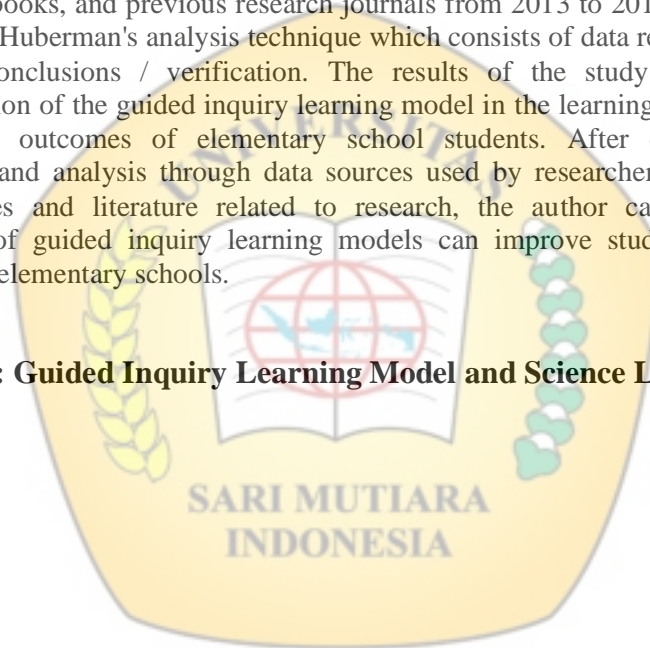 books, and previous research journals from 2013 to 201
Huberman's analysis technique which consists of data re
onclusions / verification. The results of the study
ion of the guided inquiry learning model in the learning
outcomes of elementary school students. After
and analysis through data sources used by researcher
es and literature related to research, the author ca
of guided inquiry learning models can improve stud
elementary schools.
: Guided Inquiry Learning Model and Science L
UNIVERSITAS
SARI MUTIARA
INDONESIA